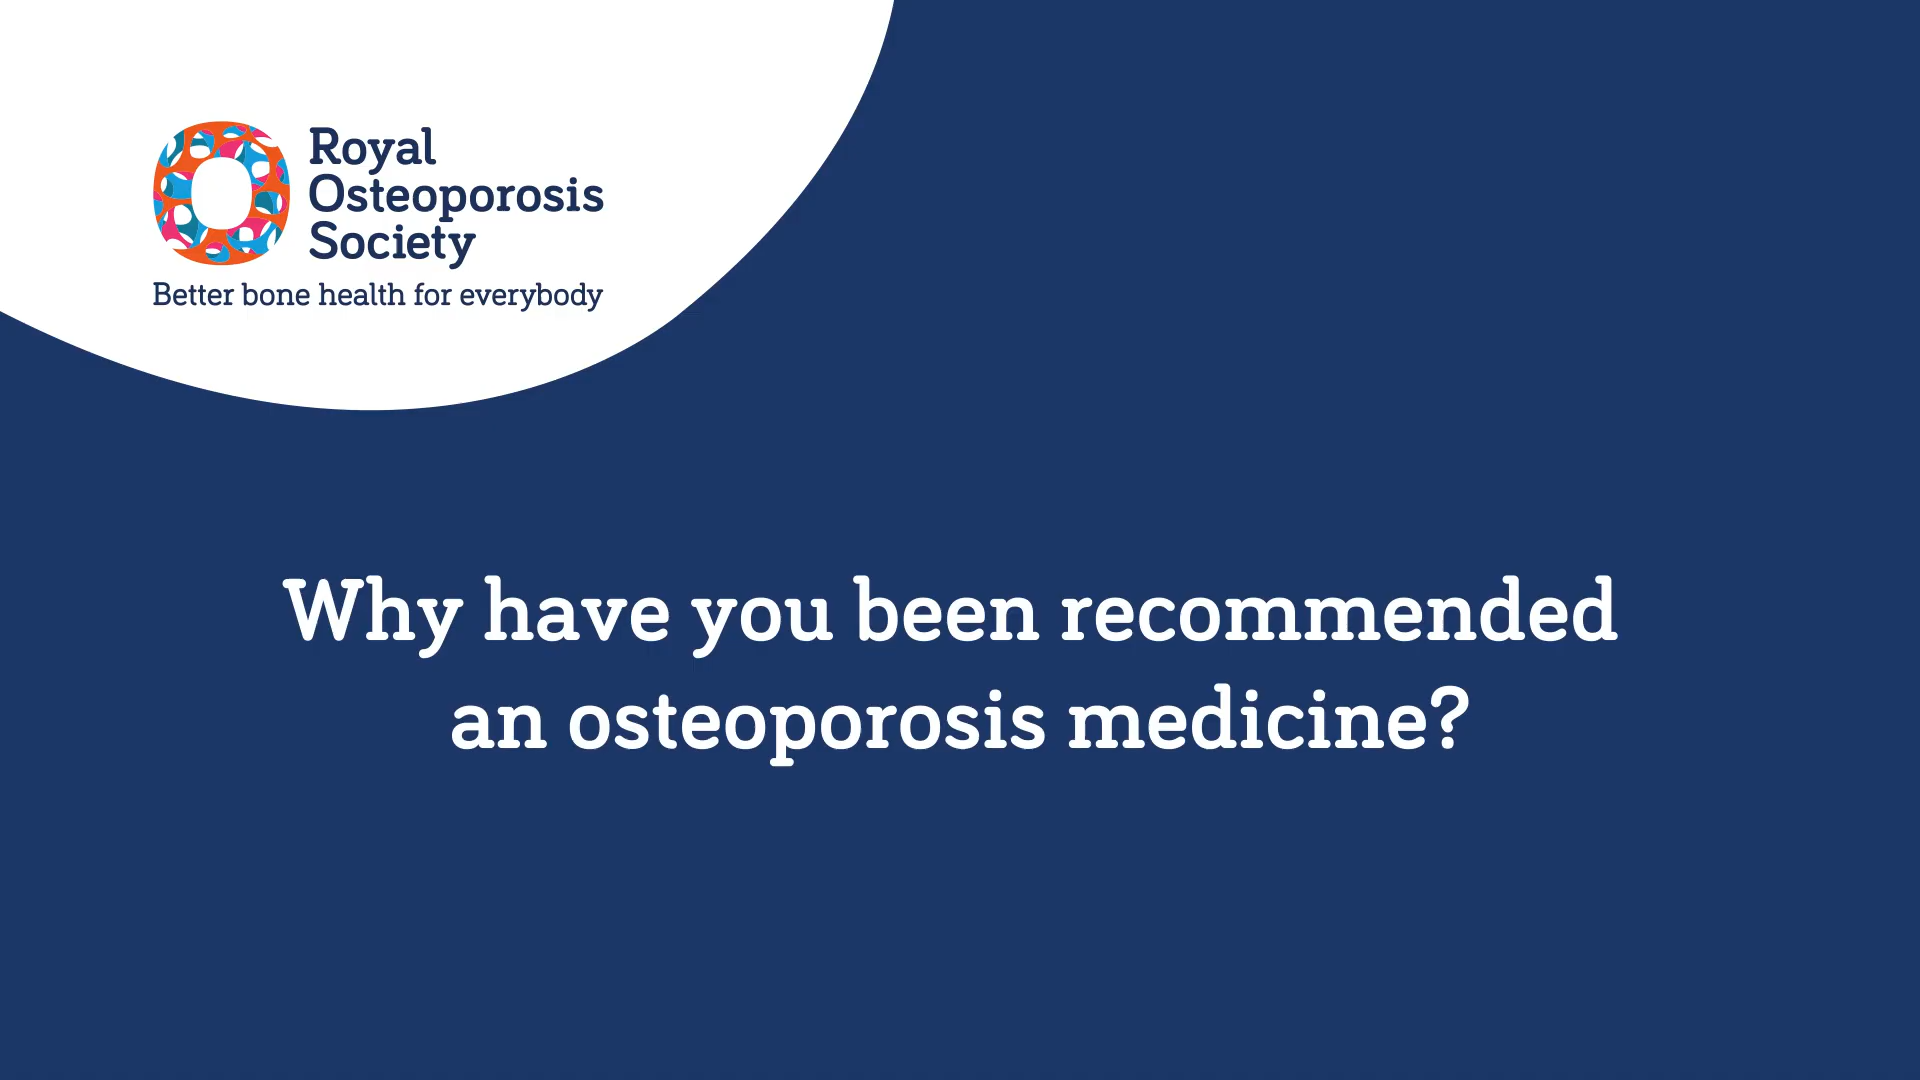 Royal
Osteoporosis
Society
Better bone health for everybody
Why have you been recommended
an osteoporosis medicine?